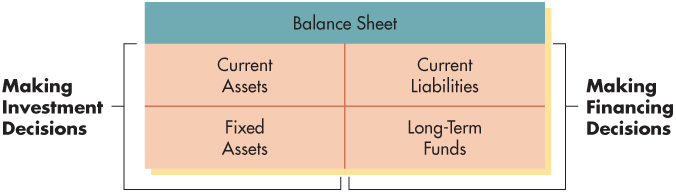 Balance Sheet
Making
Investment
Decisions
Current
Assets
Current
Liabilities
Fixed
Assets
Long-Term
Funds
Making
Financing
Decisions